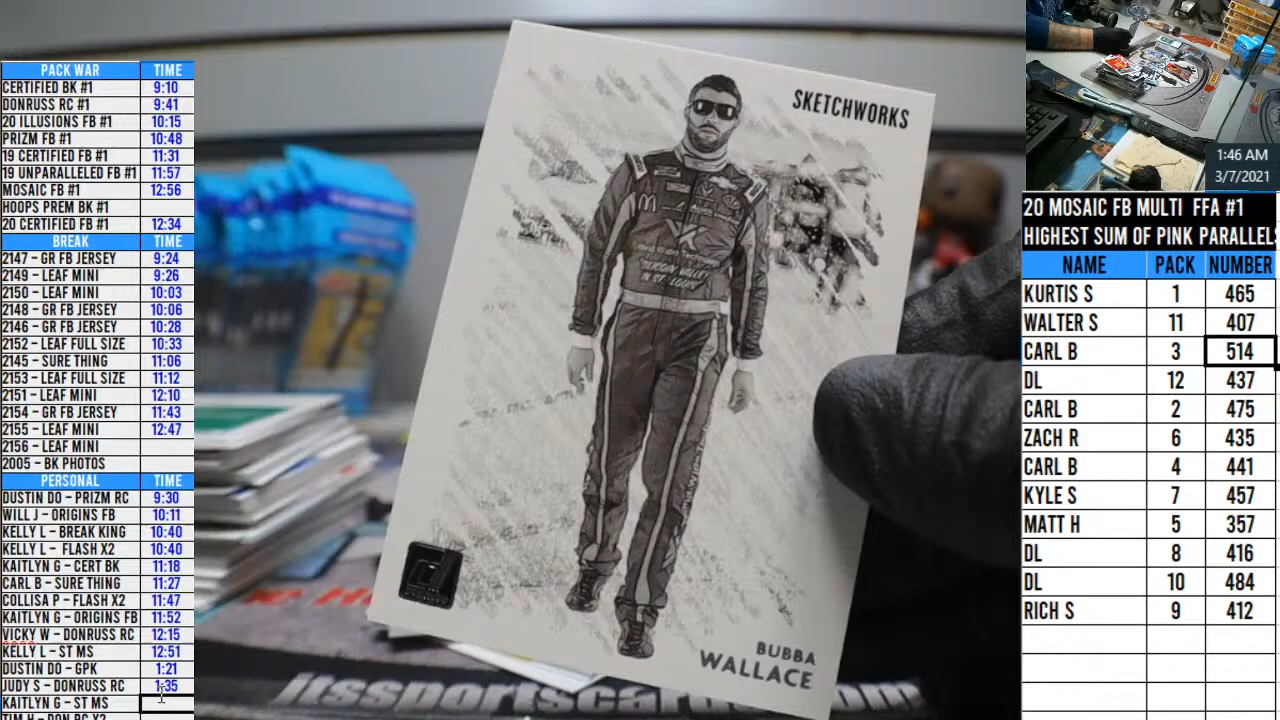 PACK WAR TIME
CERTIFIED BK #1 9:10
DONRUSS RC #1 9:41
20 ILLUSIONS FB #1 10:15
PRIZM FB #1 10:48
19 CERTIFIED FB #1 11:31
19 UNPARALLELED FB #1 11:57
MOSAIC FB #1 12:56
HOOPS PREM BK #1
20 CERTIFIED FB #1 12:34
BREAK TIME
2147 - GR FB JERSEY 9:24
2149 - LEAF MINI 9:26
2150 - LEAF MINI 10:03
2148 - GR FB JERSEY 10:06
2146 - GR FB JERSEY 10:28
2152 - LEAF FULL SIZE 10:33
2145 - SURE THING 11:06
2153 - LEAF FULL SIZE 11:12
2151 - LEAF MINI 12:10
2154 - GR FB JERSEY 11:43
2155 - LEAF MINI 12:47
2156 - LEAF MINI
2005 - BK PHOTOS
PERSONAL TIME
DUSTIN DO - PRIZM RC 9:30
WILL J - ORIGINS FB 10:11
KELLY L - BREAK KING 10:40
KELLY L - FLASH X2 10:40
KAITLYN G - CERT BK 11:18
CARL B - SURE THING 11:27
COLLISA P - FLASH X2 11:47
KAITLYN G - ORIGINS FB 11:52
VICKY W - DONRUSS RC 12:15
KELLY L - ST MS 12:51
DUSTIN DO - GPK 1:21
JUDY S - DONRUSS RC 1:35
KAITLYN G - ST MS
TIM H - DON RC X2
SKETCHWORKS
BUBBA
WALLACE
itssportscards.com
1:46 AM
3/7/2021
20 MOSAIC FB MULTI FFA #1
HIGHEST SUM OF PINK PARALLELS
NAME PACK NUMBER
KURTIS S 1 465
WALTER S 11 407
CARL B 3 514
DL 12 437
CARL B 2 475
ZACH R 6 435
CARL B 4 441
KYLE S 7 457
MATT H 5 357
DL 8 416
DL 10 484
RICH S 9 412